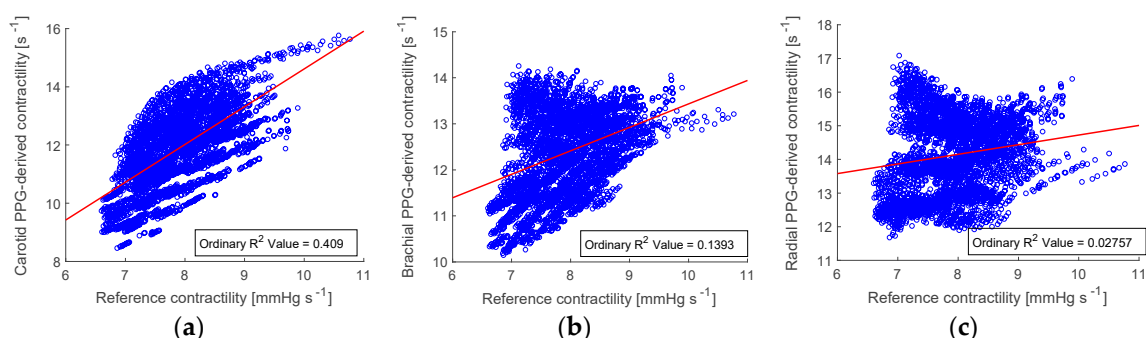 Carotid PPG-derived contractility [s⁻¹]
16
14
12
10
8
6
6 7 8 9 10 11
Ordinary R² Value = 0.409
Reference contractility [mmHg s⁻¹]
(a)
Brachial PPG-derived contractility [s⁻¹]
15
14
13
12
11
10
6 7 8 9 10 11
Ordinary R² Value = 0.1393
Reference contractility [mmHg s⁻¹]
(b)
Radial PPG-derived contractility [s⁻¹]
18
17
16
15
14
13
12
11
6 7 8 9 10 11
Ordinary R² Value = 0.02757
Reference contractility [mmHg s⁻¹]
(c)